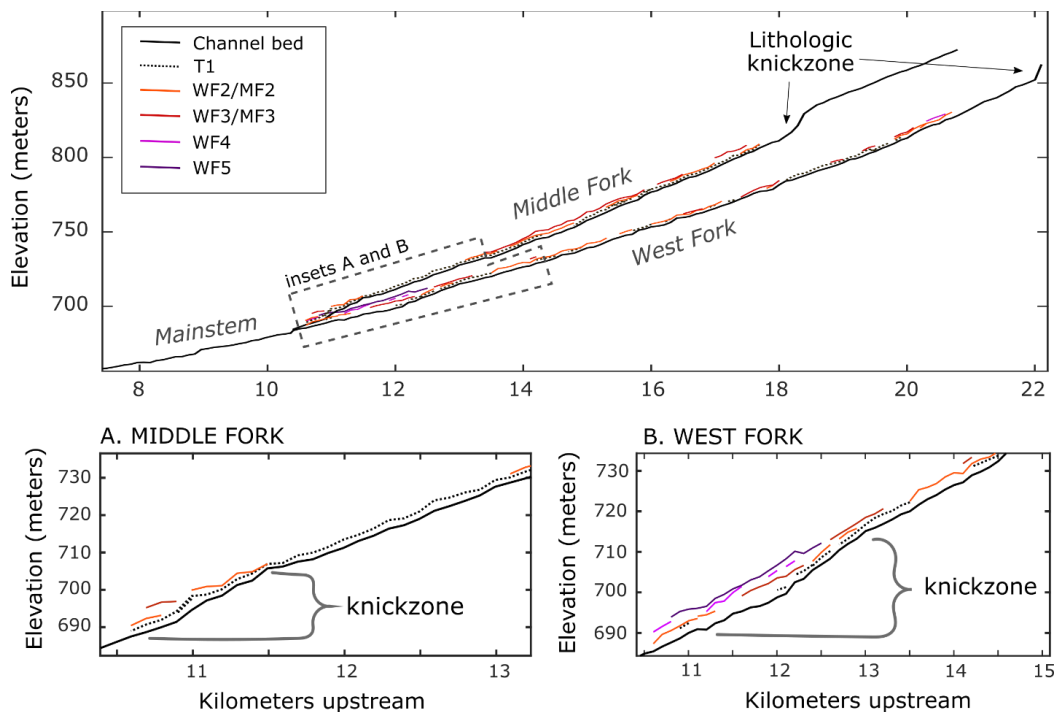 Channel bed
T1
WF2/MF2
WF3/MF3
WF4
WF5
Lithologic
knickzone
Middle Fork
West Fork
insets A and B
Mainstem
Elevation (meters)
850
800
750
700
8 10 12 14 16 18 20 22
A. MIDDLE FORK
Elevation (meters)
730
720
710
700
690
knickzone
11 12 13
Kilometers upstream
B. WEST FORK
Elevation (meters)
730
710
700
690
knickzone
11 12 13 14 15
Kilometers upstream